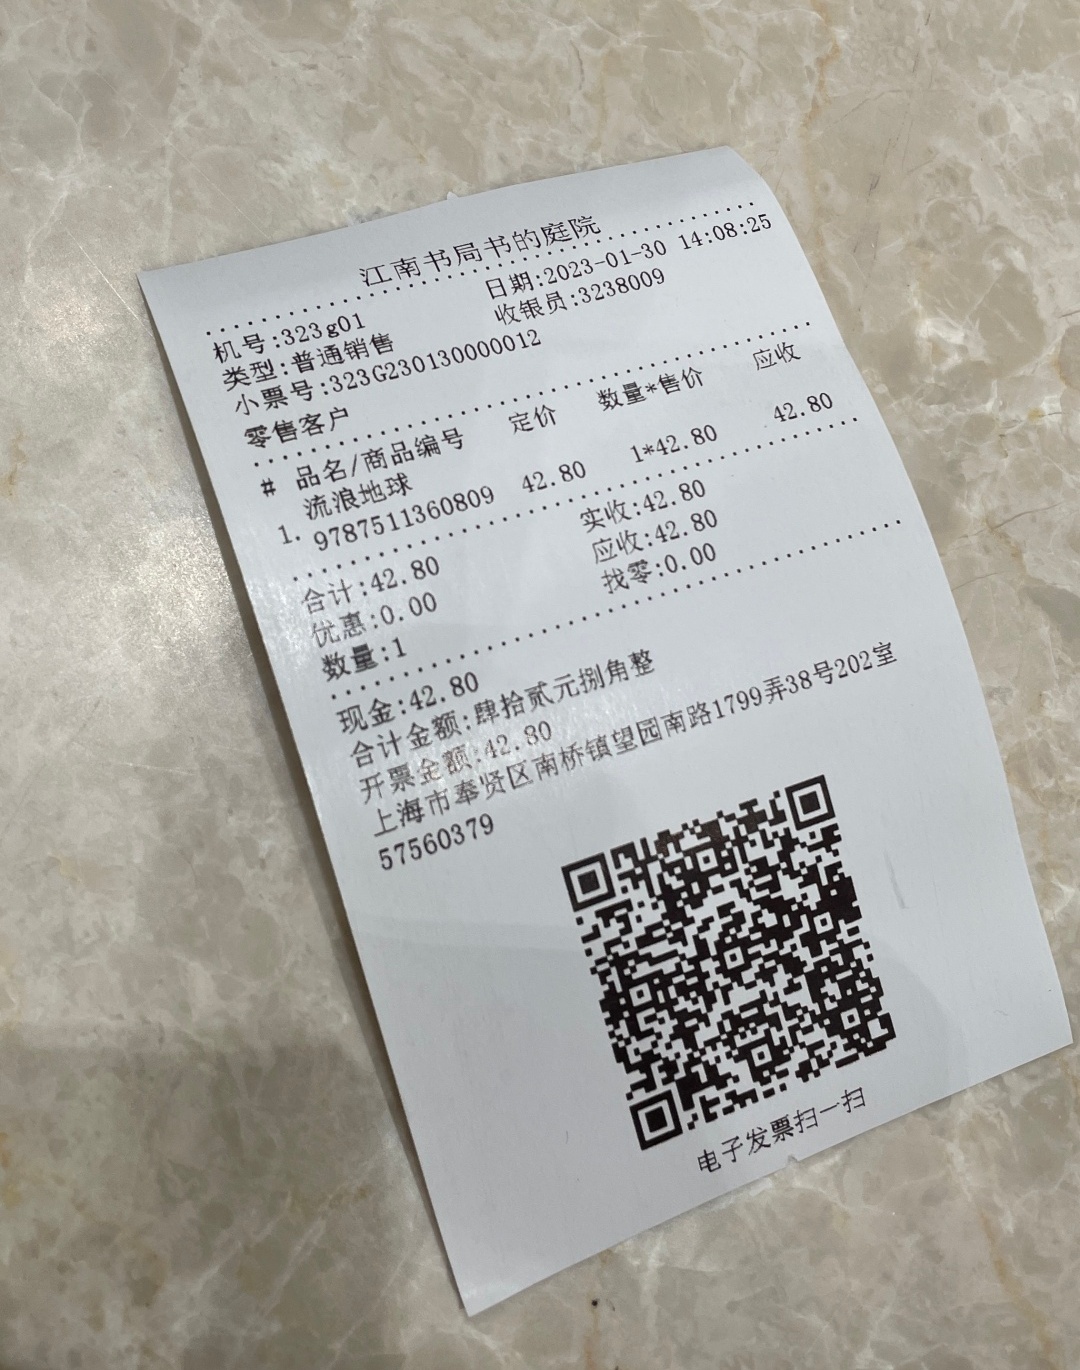 江南书局书的庭院
机号:323g01 日期:2023-01-30 14:08:25
类型:普通销售 收银员:3238009
小票号:323G230130000012
零售客户
# 品名/商品编号 定价 数量*售价 应收
流浪地球
1. 9787511360809 42.80 1*42.80 42.80
合计:42.80 实收:42.80
优惠:0.00 应收:42.80
数量:1 找零:0.00
现金:42.80
合计金额:肆拾贰元捌角整
开票金额:42.80
上海市奉贤区南桥镇望园南路1799弄38号202室
57560379
电子发票扫一扫